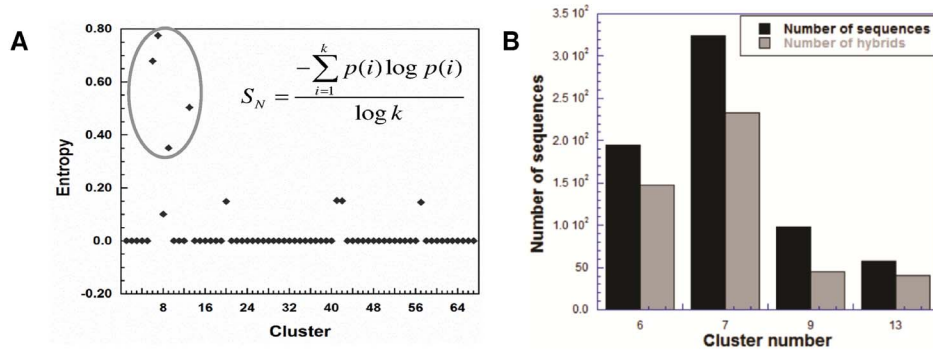 A
0.80
0.60
0.40
0.20
0.0
-0.20
Entropy
S_N = -∑_{i=1}^{k} p(i) log p(i) / log k
8 16 24 32 40 48 56 64
Cluster
B
3.5 10²
3.0 10²
2.5 10²
2.0 10²
1.5 10²
1.0 10²
50
0.0
Number of sequences
Number of sequences
Number of hybrids
6 7 9 13
Cluster number